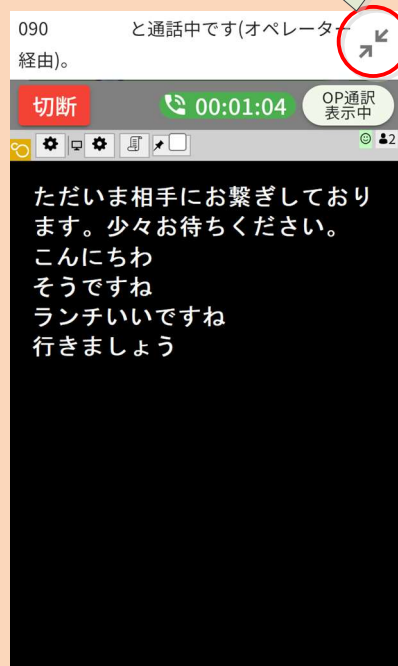 090 と通話中です(オペレーター
経由)。
切断
00:01:04
OP通訳
表示中
2
ただいま相手にお繋ぎしており
ます。少々お待ちください。
こんにちわ
そうですね
ランチいいですね
行きましょう